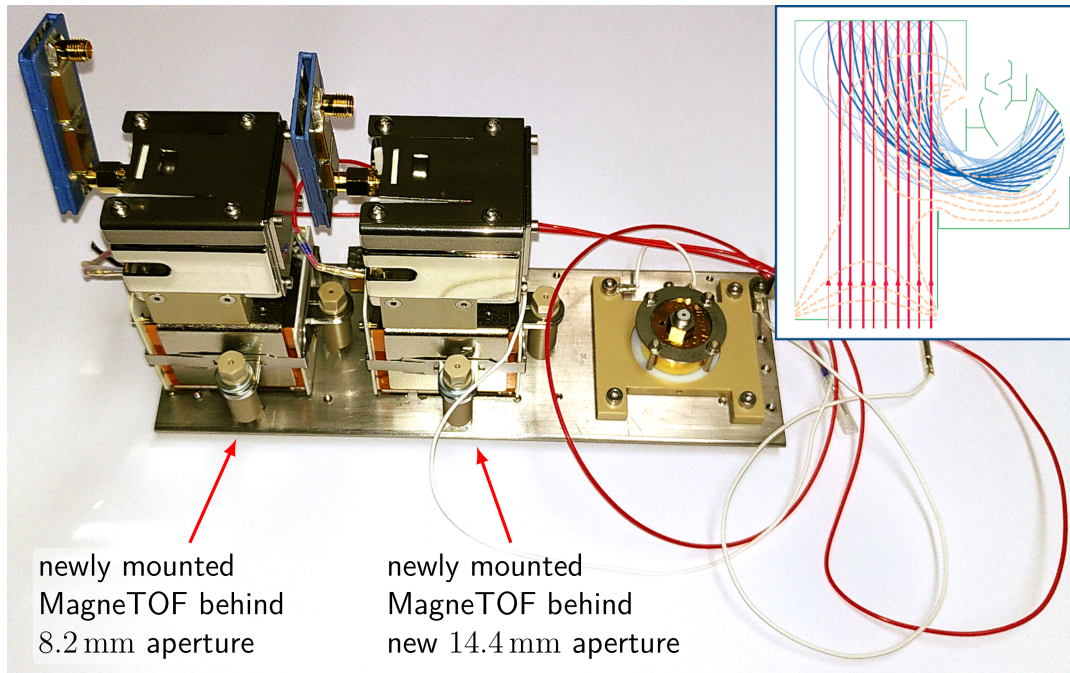 newly mounted
MagneTOF behind
8.2 mm aperture
newly mounted
MagneTOF behind
new 14.4 mm aperture